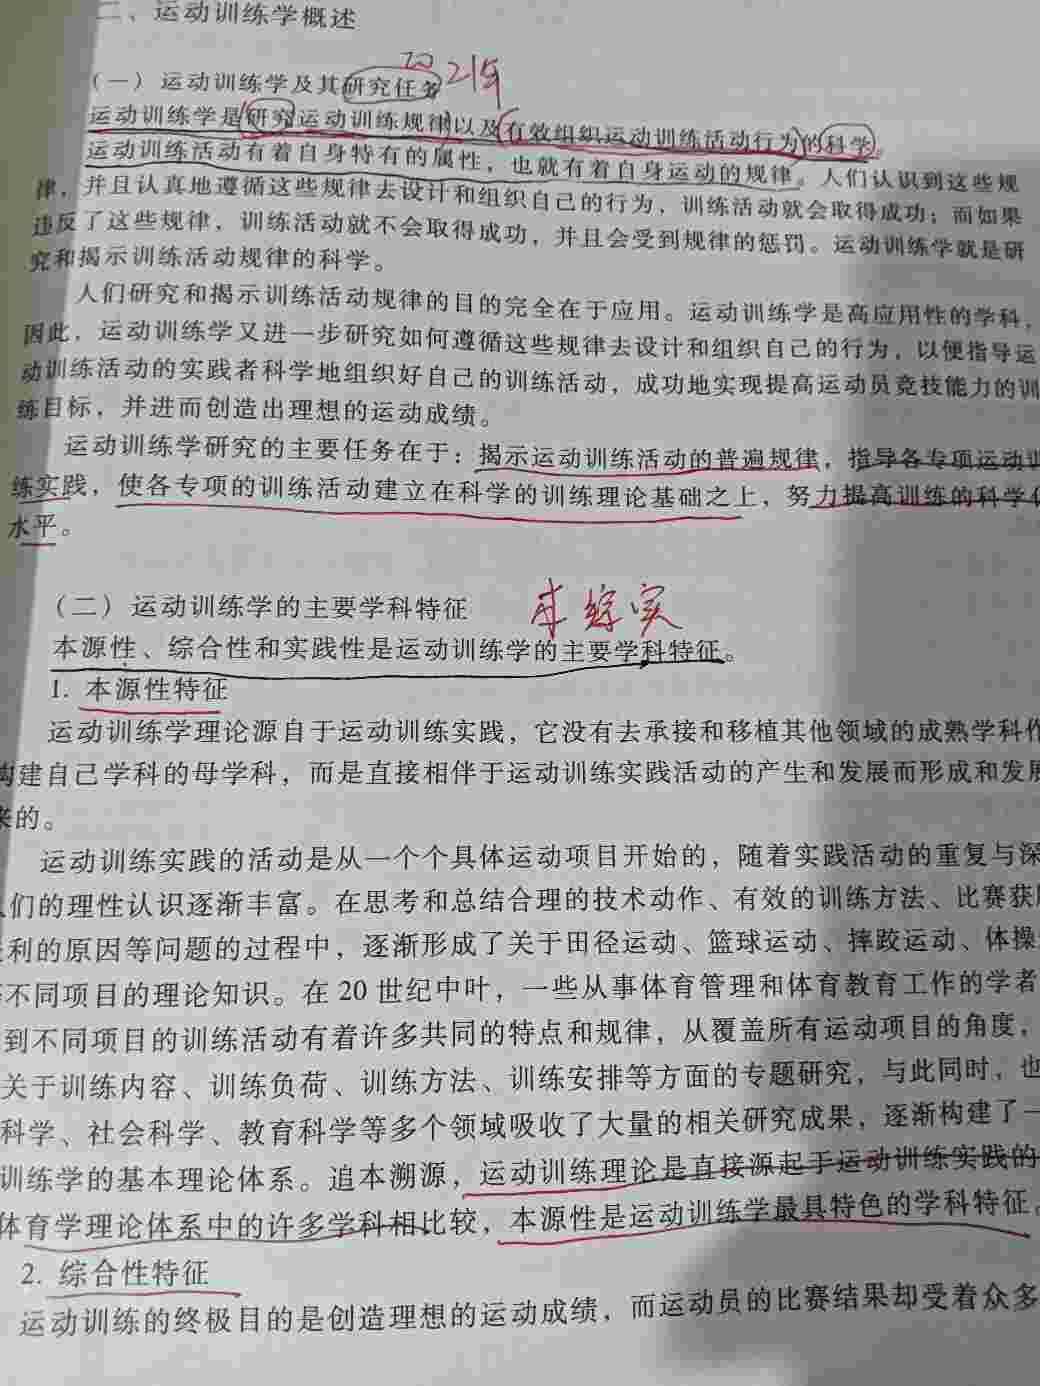 二、运动训练学概述
（一）运动训练学及其研究任务
运动训练学是研究运动训练规律以及有效组织运动训练活动行为的科学。
运动训练活动有着自身特有的属性，也就有着自身运动的规律。人们认识到这些规
律，并且认真地遵循这些规律去设计和组织自己的行为，训练活动就会取得成功；而如果
违反了这些规律，训练活动就不会取得成功，并且会受到规律的惩罚。运动训练学就是研
究和揭示训练活动规律的科学。
人们研究和揭示训练活动规律的目的完全在于应用。运动训练学是高应用性的学科，
因此，运动训练学又进一步研究如何遵循这些规律去设计和组织自己的行为，以便指导运
动训练活动的实践者科学地组织好自己的训练活动，成功地实现提高运动员竞技能力的训
练目标，并进而创造出理想的运动成绩。
运动训练学研究的主要任务在于：揭示运动训练活动的普遍规律，指导各专项运动训
练实践，使各专项的训练活动建立在科学的训练理论基础之上，努力提高训练的科学化
水平。
（二）运动训练学的主要学科特征 本综实
本源性、综合性和实践性是运动训练学的主要学科特征。
1. 本源性特征
运动训练学理论源自于运动训练实践，它没有去承接和移植其他领域的成熟学科作
构建自己学科的母学科，而是直接相伴于运动训练实践活动的产生和发展而形成和发展
来的。
运动训练实践的活动是从一个个具体运动项目开始的，随着实践活动的重复与深
人们的理性认识逐渐丰富。在思考和总结合理的技术动作、有效的训练方法、比赛获
利的原因等问题的过程中，逐渐形成了关于田径运动、篮球运动、摔跤运动、体操
不同项目的理论知识。在 20 世纪中叶，一些从事体育管理和体育教育工作的学者
到不同项目的训练活动有着许多共同的特点和规律，从覆盖所有运动项目的角度，
关于训练内容、训练负荷、训练方法、训练安排等方面的专题研究，与此同时，也
科学、社会科学、教育科学等多个领域吸收了大量的相关研究成果，逐渐构建了一
训练学的基本理论体系。追本溯源，运动训练理论是直接源起于运动训练实践的
体育学理论体系中的许多学科相比较，本源性是运动训练学最具特色的学科特征。
2. 综合性特征
运动训练的终极目的是创造理想的运动成绩，而运动员的比赛结果却受着众多